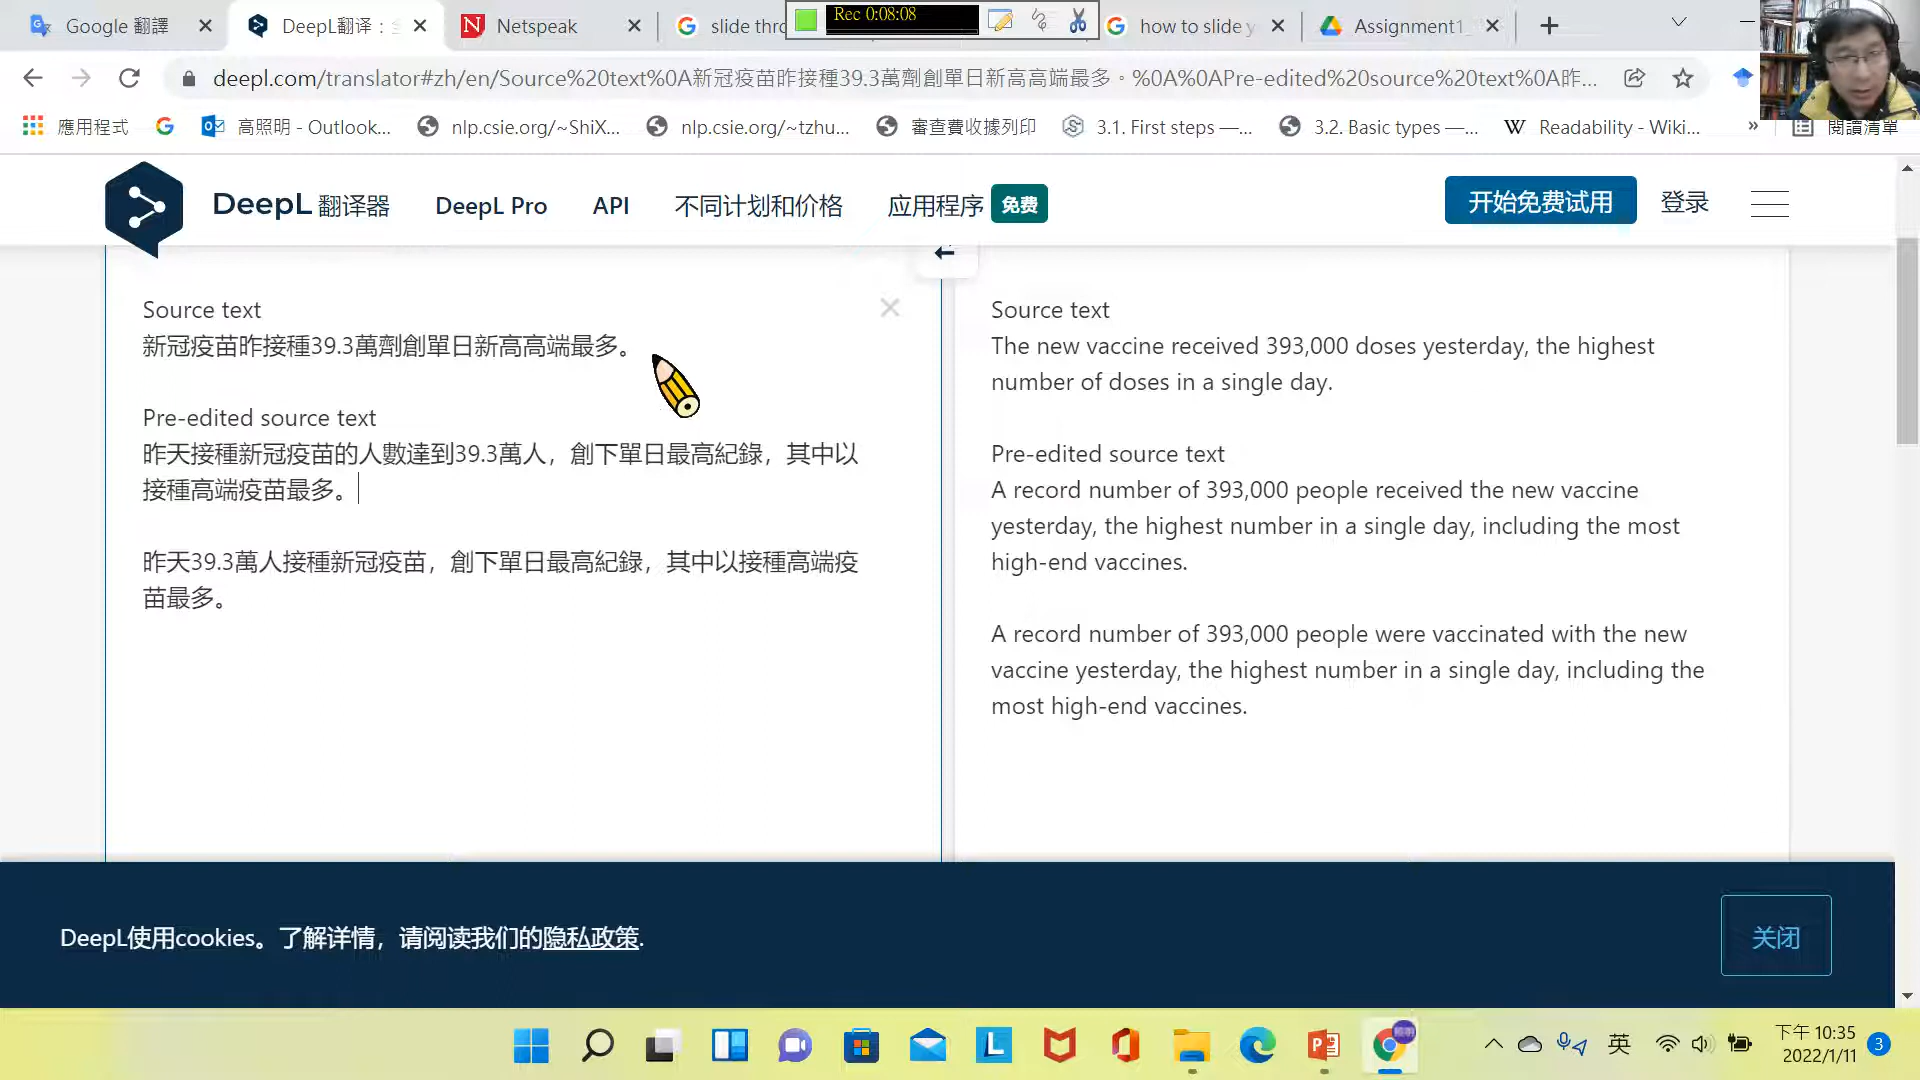 Google 翻譯
DeepL翻译：全
Netspeak
slide thro
Rec 0:08:08
how to slide y
Assignment1_
deepl.com/translator#zh/en/Source%20text%0A新冠疫苗昨接種39.3萬劑創單日新高高端最多。%0A%0APre-edited%20source%20text%0A昨...
應用程式
高照明 - Outlook...
nlp.csie.org/~ShiX...
nlp.csie.org/~tzhu...
審查費收據列印
3.1. First steps —...
3.2. Basic types —...
W Readability - Wiki...
»
閱讀清單
DeepL 翻译器
DeepL Pro
API
不同计划和价格
应用程序 免费
开始免费试用
登录
Source text
新冠疫苗昨接種39.3萬劑創單日新高高端最多。
Pre-edited source text
昨天接種新冠疫苗的人數達到39.3萬人，創下單日最高紀錄，其中以
接種高端疫苗最多。
昨天39.3萬人接種新冠疫苗，創下單日最高紀錄，其中以接種高端疫
苗最多。
Source text
The new vaccine received 393,000 doses yesterday, the highest
number of doses in a single day.
Pre-edited source text
A record number of 393,000 people received the new vaccine
yesterday, the highest number in a single day, including the most
high-end vaccines.
A record number of 393,000 people were vaccinated with the new
vaccine yesterday, the highest number in a single day, including the
most high-end vaccines.
DeepL使用cookies。了解详情，请阅读我们的隐私政策.
关闭
英
下午 10:35
2022/1/11
3